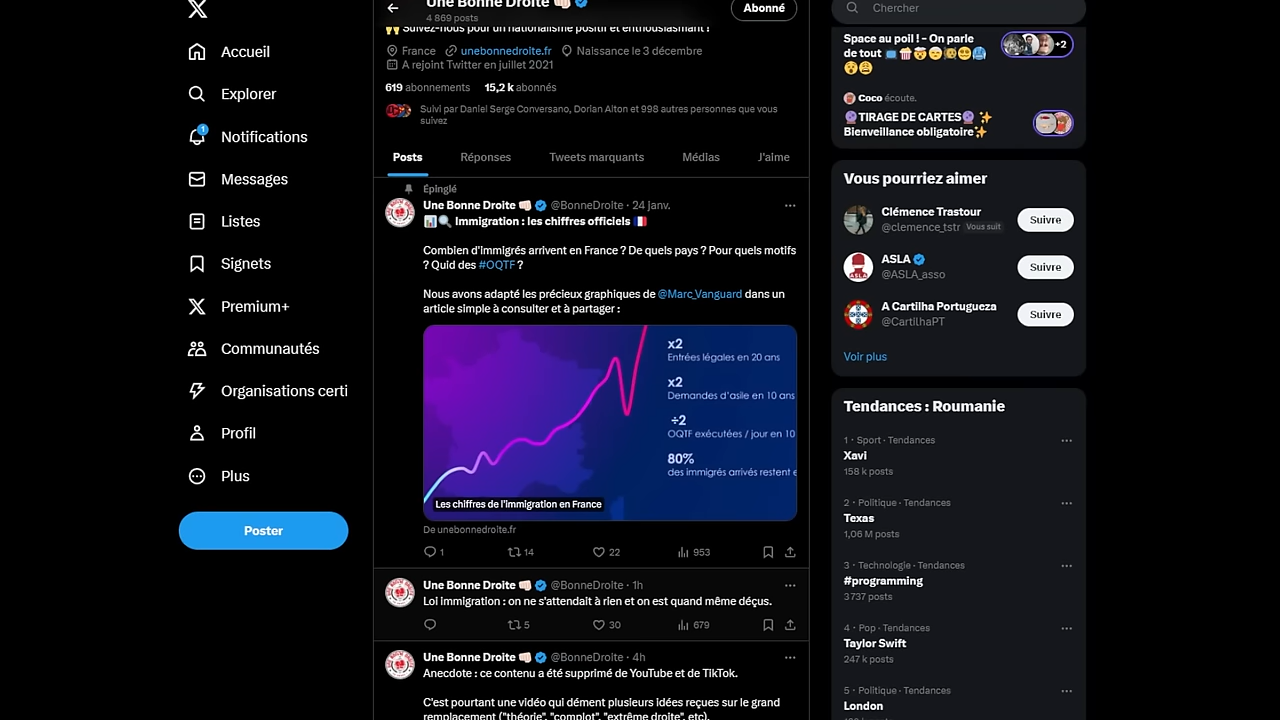 Accueil
Explorer
1
Notifications
Messages
Listes
Signets
Premium+
Communautés
Organisations certi
Profil
Plus
Poster
Une Bonne Droite
4 869 posts
Abonné
Suivez-nous pour un nationalisme positif et enthousiasmant !
France unebonnedroite.fr Naissance le 3 décembre
A rejoint Twitter en juillet 2021
619 abonnements 15,2 k abonnés
Suivi par Daniel Serge Conversano, Dorian Alton et 998 autres personnes que vous
suivez
Posts Réponses Tweets marquants Médias J'aime
Épinglé
Une Bonne Droite 👊🏻 @BonneDroite · 24 janv.
📊🔍 Immigration : les chiffres officiels 🇫🇷
Combien d'immigrés arrivent en France ? De quels pays ? Pour quels motifs
? Quid des #OQTF ?
Nous avons adapté les précieux graphiques de @Marc_Vanguard dans un
article simple à consulter et à partager :
x2
Entrées légales en 20 ans
x2
Demandes d'asile en 10 ans
÷2
OQTF exécutées / jour en 10
80%
des immigrés arrivés restent e
Les chiffres de l'immigration en France
De unebonnedroite.fr
1 14 22 953
Une Bonne Droite 👊🏻 @BonneDroite · 1h
Loi immigration : on ne s'attendait à rien et on est quand même déçus.
5 30 679
Une Bonne Droite 👊🏻 @BonneDroite · 4h
Anecdote : ce contenu a été supprimé de YouTube et de TikTok.
C'est pourtant une vidéo qui dément plusieurs idées reçues sur le grand
remplacement ("théorie", "complot", "extrême droite", etc).
Chercher
Space au poil ! - On parle
de tout
+2
Coco écoute.
🔮TIRAGE DE CARTES🔮 ✨
Bienveillance obligatoire✨
Vous pourriez aimer
Clémence Trastour
@clemence_tstr Vous suit
Suivre
ASLA
@ASLA_asso
Suivre
A Cartilha Portugueza
@CartilhaPT
Suivre
Voir plus
Tendances : Roumanie
1 · Sport · Tendances
Xavi
158 k posts
2 · Politique · Tendances
Texas
1,06 M posts
3 · Technologie · Tendances
#programming
3 737 posts
4 · Pop · Tendances
Taylor Swift
247 k posts
5 · Politique · Tendances
London